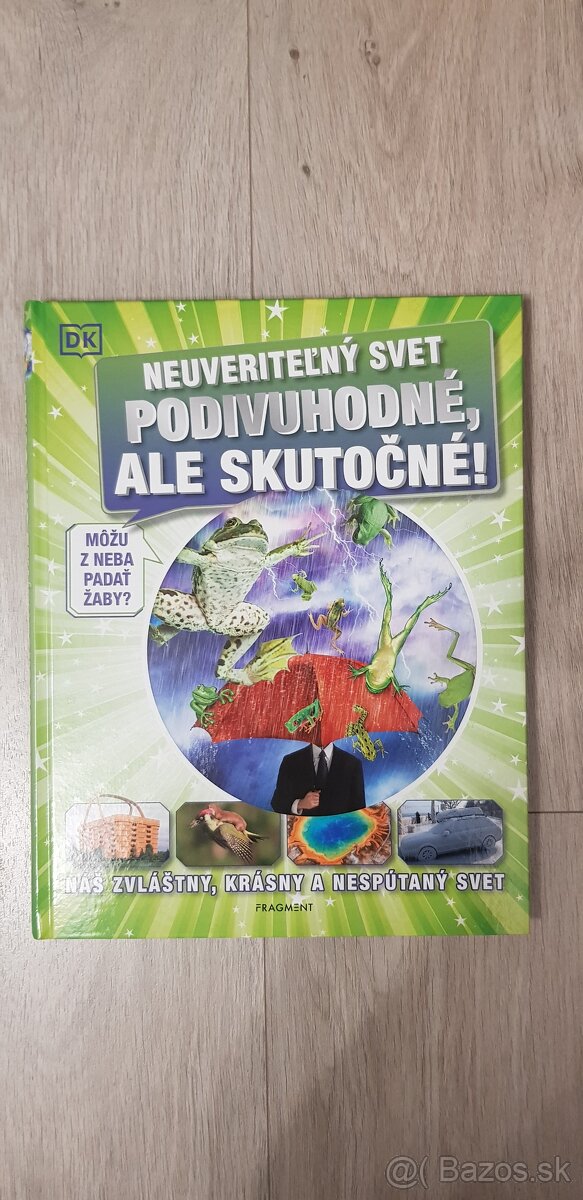 DK
NEUVERITEĽNÝ SVET
PODIVUHODNÉ,
ALE SKUTOČNÉ!
MÔŽU
Z NEBA
PADAŤ
ŽABY?
NÁŠ ZVLÁŠTNY, KRÁSNY A NESPÚTANÝ SVET
FRAGMENT
@( Bazos.sk